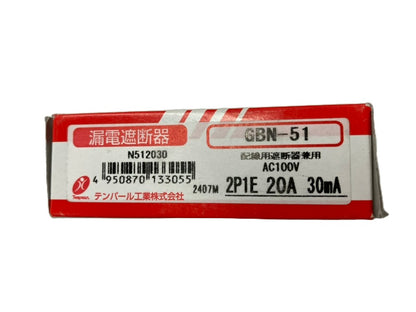 漏電遮断器
GBN-51
N512030
配線用遮断器兼用
AC100V
4 950870 133055
2407M
2P1E 20A 30mA
Tempearl
テンパール工業株式会社